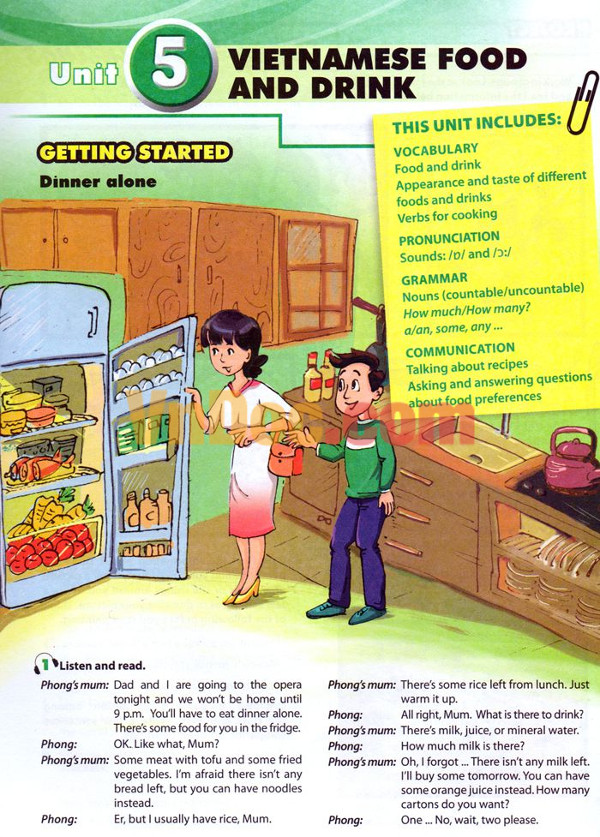 Unit 5 VIETNAMESE FOOD
AND DRINK
GETTING STARTED
Dinner alone
THIS UNIT INCLUDES:
VOCABULARY
Food and drink
Appearance and taste of different
foods and drinks
Verbs for cooking
PRONUNCIATION
Sounds: /ɒ/ and /ɔː/
GRAMMAR
Nouns (countable/uncountable)
How much/How many?
a/an, some, any ...
COMMUNICATION
Talking about recipes
Asking and answering questions
about food preferences
1 Listen and read.
Phong's mum: Dad and I are going to the opera
tonight and we won't be home until
9 p.m. You'll have to eat dinner alone.
There's some food for you in the fridge.
Phong: OK. Like what, Mum?
Phong's mum: Some meat with tofu and some fried
vegetables. I'm afraid there isn't any
bread left, but you can have noodles
instead.
Phong: Er, but I usually have rice, Mum.
Phong's mum: There's some rice left from lunch. Just
warm it up.
Phong: All right, Mum. What is there to drink?
Phong's mum: There's milk, juice, or mineral water.
Phong: How much milk is there?
Phong's mum: Oh, I forgot ... There isn't any milk left.
I'll buy some tomorrow. You can have
some orange juice instead. How many
cartons do you want?
Phong: One ... No, wait, two please.